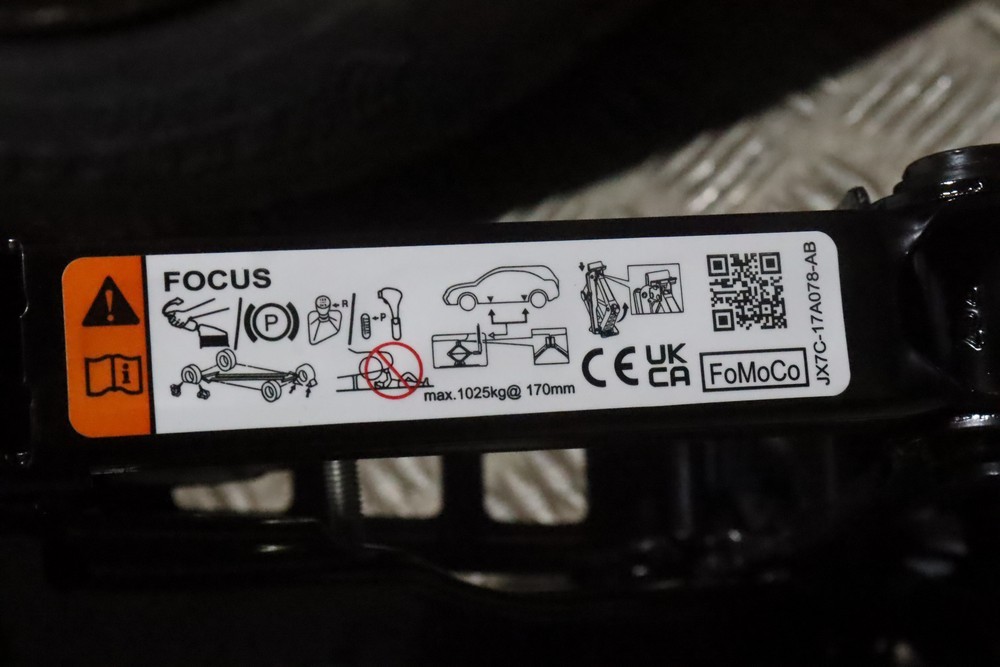 FOCUS
P
R
P
i
max.1025kg@ 170mm
CE
UK
CA
FoMoCo
JX7C-17A078-AB